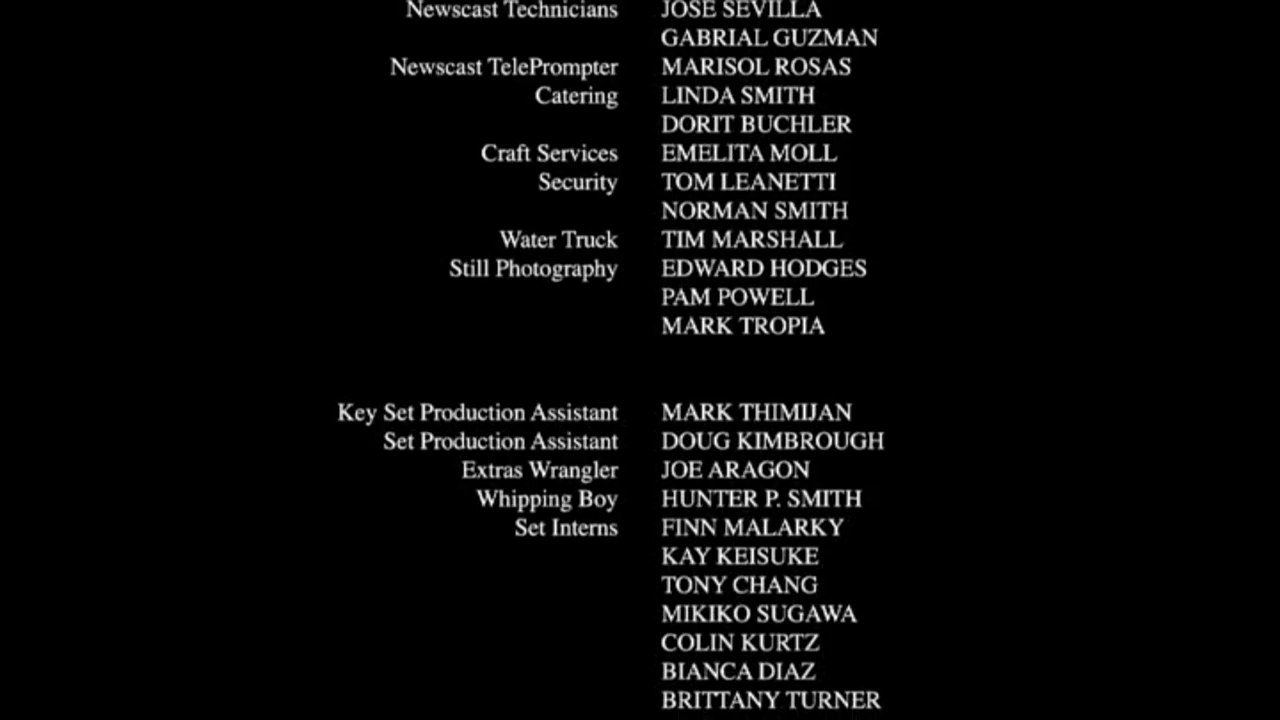 Newscast Technicians JOSE SEVILLA
GABRIAL GUZMAN
Newscast TelePrompter MARISOL ROSAS
Catering LINDA SMITH
DORIT BUCHLER
Craft Services EMELITA MOLL
Security TOM LEANETTI
NORMAN SMITH
Water Truck TIM MARSHALL
Still Photography EDWARD HODGES
PAM POWELL
MARK TROPIA
Key Set Production Assistant MARK THIMIJAN
Set Production Assistant DOUG KIMBROUGH
Extras Wrangler JOE ARAGON
Whipping Boy HUNTER P. SMITH
Set Interns FINN MALARKY
KAY KEISUKE
TONY CHANG
MIKIKO SUGAWA
COLIN KURTZ
BIANCA DIAZ
BRITTANY TURNER